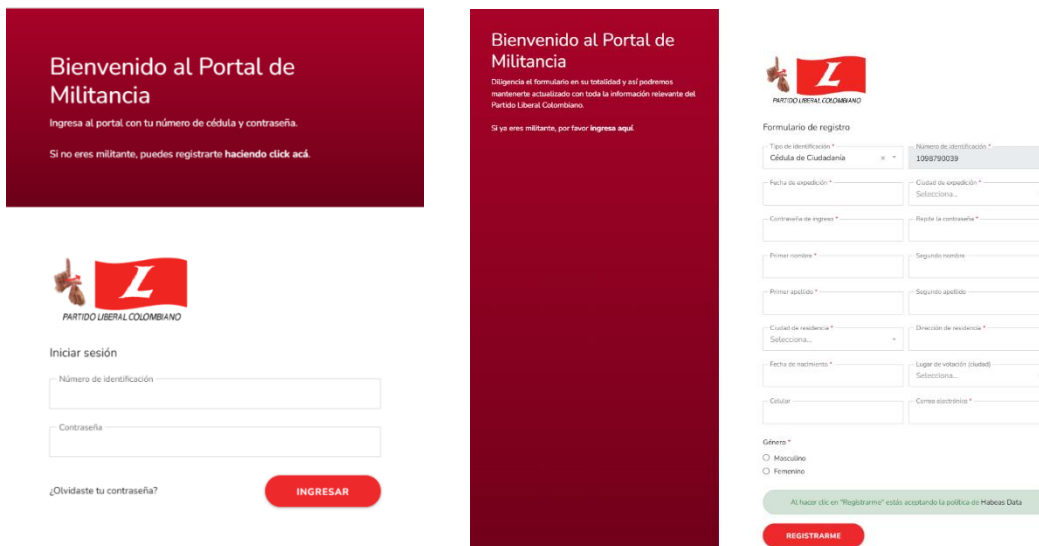 Bienvenido al Portal de
Militancia
Ingresa al portal con tu número de cédula y contraseña.
Si no eres militante, puedes registrarte haciendo click acá.
L
PARTIDO LIBERAL COLOMBIANO
Iniciar sesión
Número de identificación
Contraseña
¿Olvidaste tu contraseña?
INGRESAR
Bienvenido al Portal de
Militancia
Diligencia el formulario en su totalidad y así podremos
mantenerte actualizado con toda la información relevante del
Partido Liberal Colombiano.
Si ya eres militante, por favor ingresa aquí.
L
PARTIDO LIBERAL COLOMBIANO
Formulario de registro
Tipo de identificación * Número de identificación *
Cédula de Ciudadanía × 1098790039
Fecha de expedición * Ciudad de expedición *
Selecciona...
Contraseña de ingreso * Repite la contraseña *
Primer nombre * Segundo nombre
Primer apellido * Segundo apellido
Ciudad de residencia * Dirección de residencia *
Selecciona...
Fecha de nacimiento * Lugar de votación (ciudad)
Selecciona...
Celular Correo electrónico *
Género *
Masculino
Femenino
Al hacer clic en "Registrarme" estás aceptando la política de Habeas Data
REGISTRARME